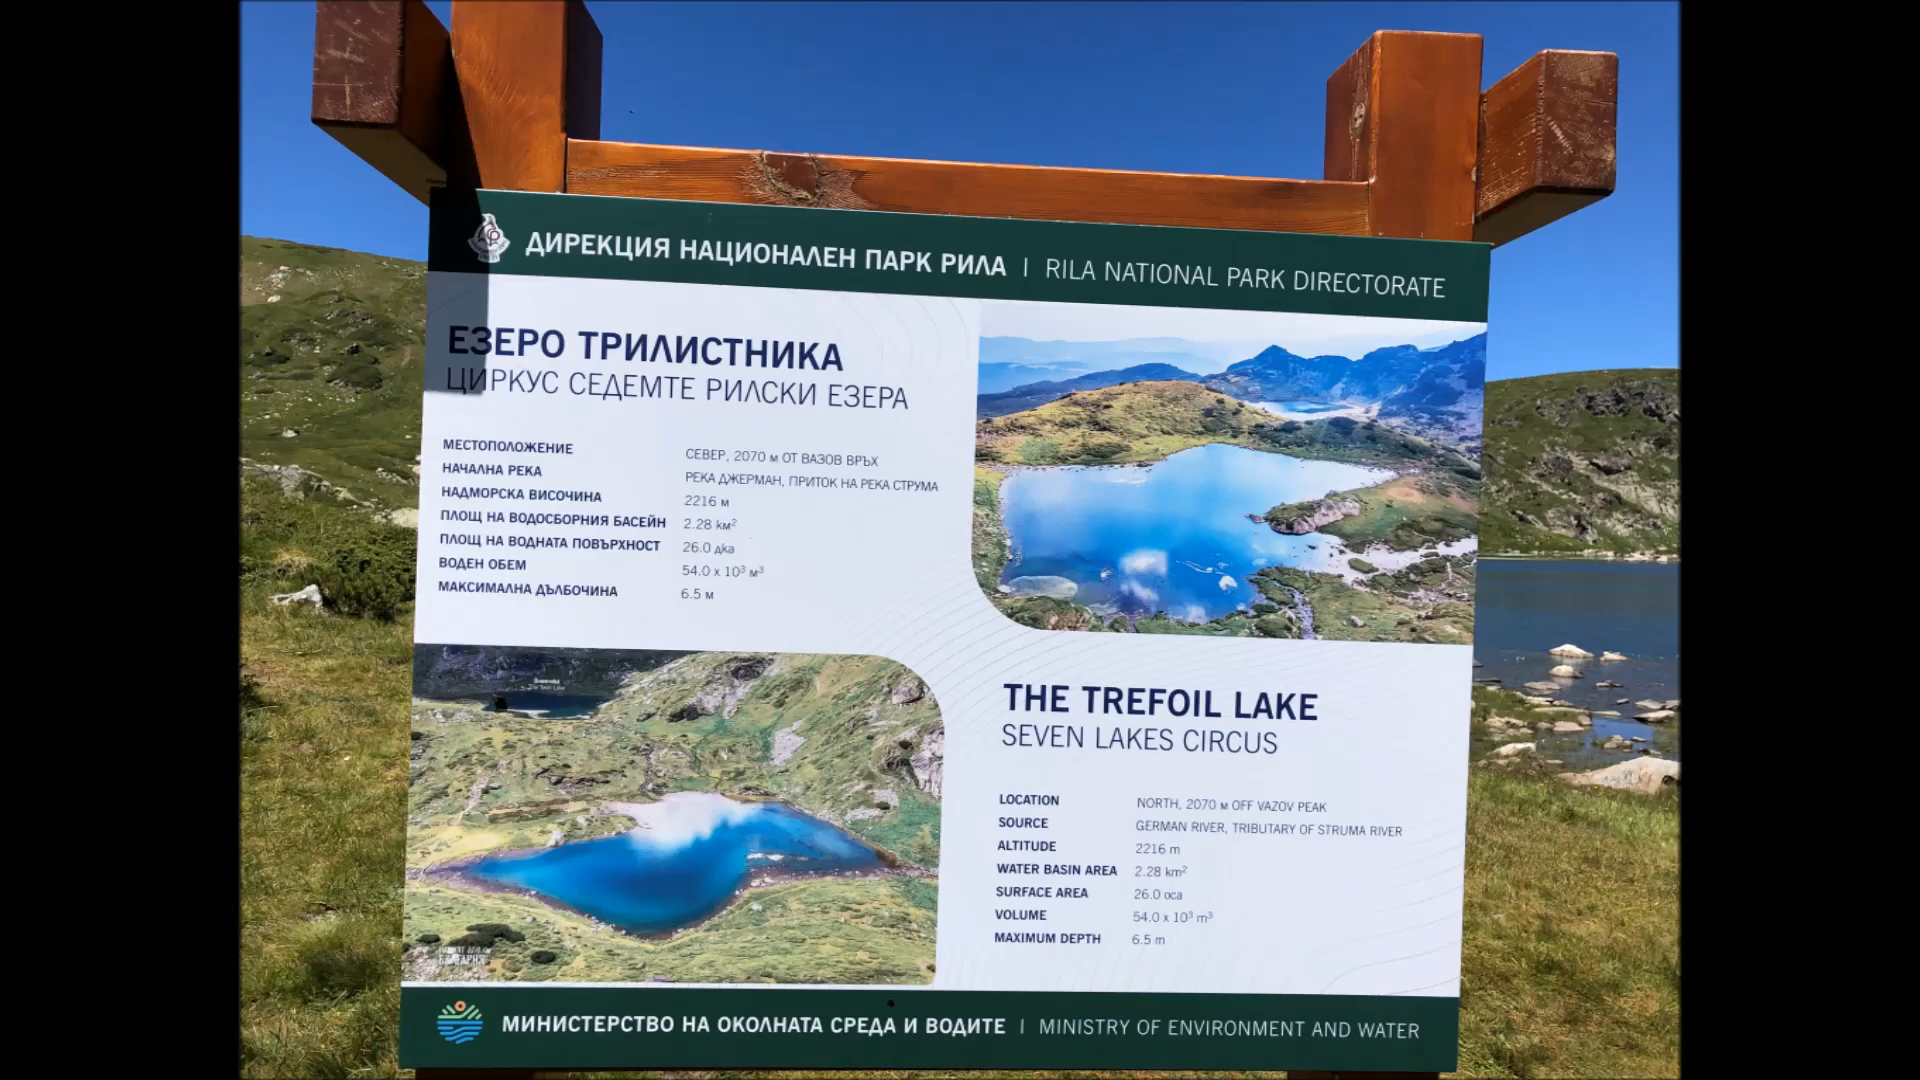 ДИРЕКЦИЯ НАЦИОНАЛЕН ПАРК РИЛА | RILA NATIONAL PARK DIRECTORATE
ЕЗЕРО ТРИЛИСТНИКА
ЦИРКУС СЕДЕМТЕ РИЛСКИ ЕЗЕРА
МЕСТОПОЛОЖЕНИЕ СЕВЕР, 2070 м ОТ ВАЗОВ ВРЪХ
НАЧАЛНА РЕКА РЕКА ДЖЕРМАН, ПРИТОК НА РЕКА СТРУМА
НАДМОРСКА ВИСОЧИНА 2216 м
ПЛОЩ НА ВОДОСБОРНИЯ БАСЕЙН 2.28 км²
ПЛОЩ НА ВОДНАТА ПОВЪРХНОСТ 26.0 дка
ВОДЕН ОБЕМ 54.0 x 10³ м³
МАКСИМАЛНА ДЪЛБОЧИНА 6.5 м
The Twin Lake
THE TREFOIL LAKE
SEVEN LAKES CIRCUS
LOCATION NORTH, 2070 м OFF VAZOV PEAK
SOURCE GERMAN RIVER, TRIBUTARY OF STRUMA RIVER
ALTITUDE 2216 m
WATER BASIN AREA 2.28 km²
SURFACE AREA 26.0 oca
VOLUME 54.0 x 10³ m³
MAXIMUM DEPTH 6.5 m
БЪЛГАРИЯ
МИНИСТЕРСТВО НА ОКОЛНАТА СРЕДА И ВОДИТЕ | MINISTRY OF ENVIRONMENT AND WATER